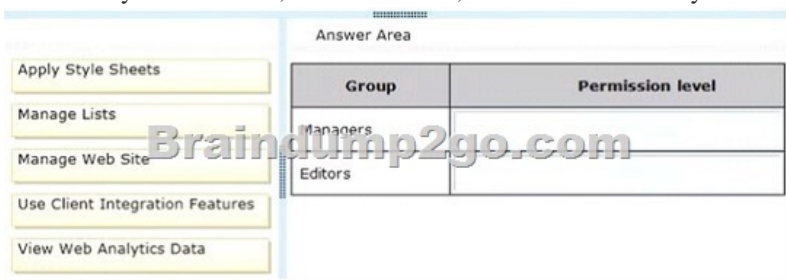 Answer Area
Apply Style Sheets
Manage Lists
Manage Web Site
Use Client Integration Features
View Web Analytics Data
Group Permission level
Managers
Editors
Braindump2go.com